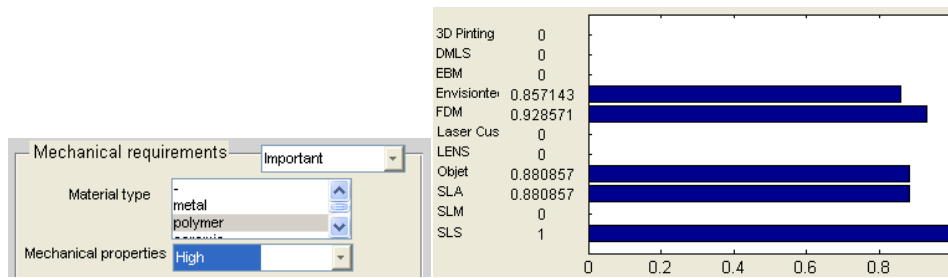 Mechanical requirements Important
Material type
-
metal
polymer
Mechanical properties High
3D Pinting 0
DMLS 0
EBM 0
Envisionte 0.857143
FDM 0.928571
Laser Cus 0
LENS 0
Objet 0.880857
SLA 0.880857
SLM 0
SLS 1
0 0.2 0.4 0.6 0.8